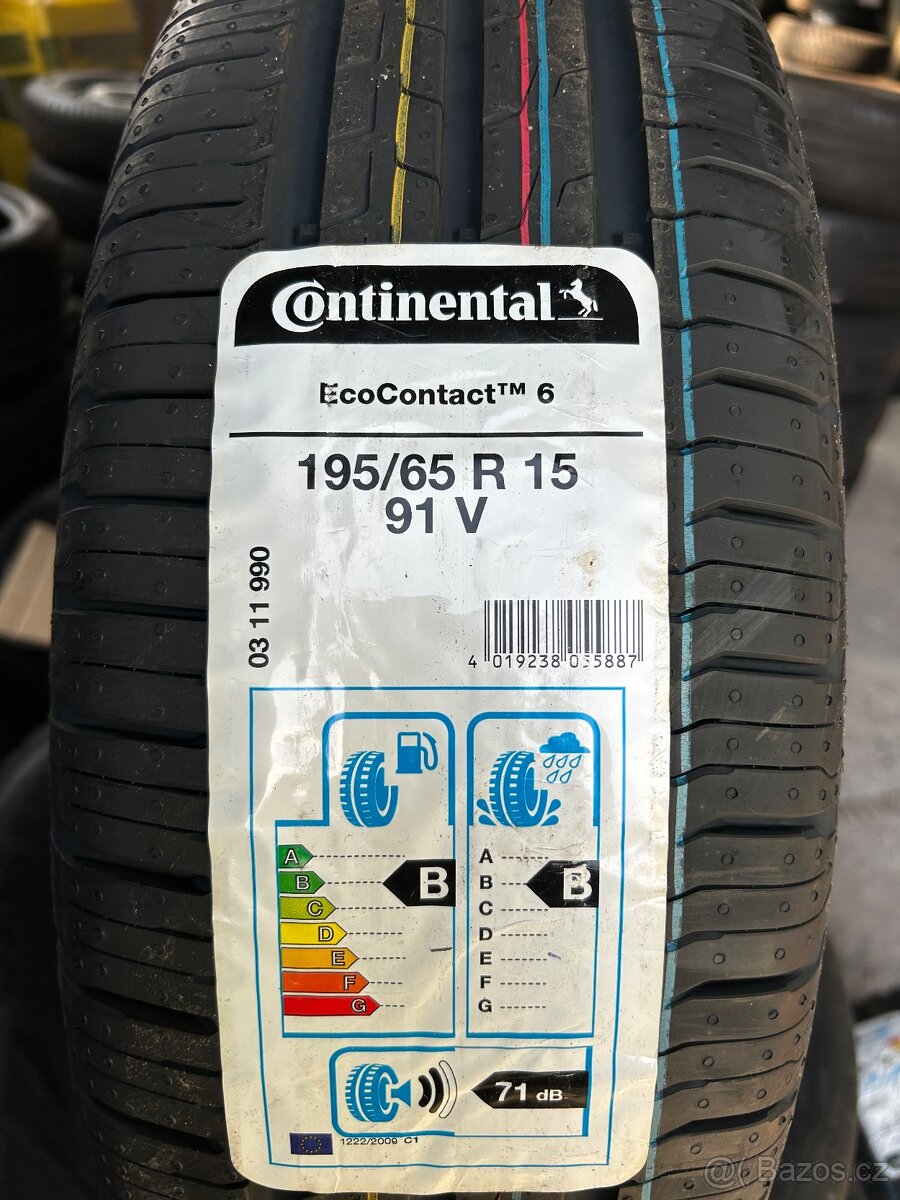 Continental
EcoContact™ 6
195/65 R 15
91 V
03 11 990
4 019238 035887
A
B
C
D
E
F
G
B
A
B
C
D
E
F
G
B
71 dB
1222/2009 C1
@( Bazos.cz